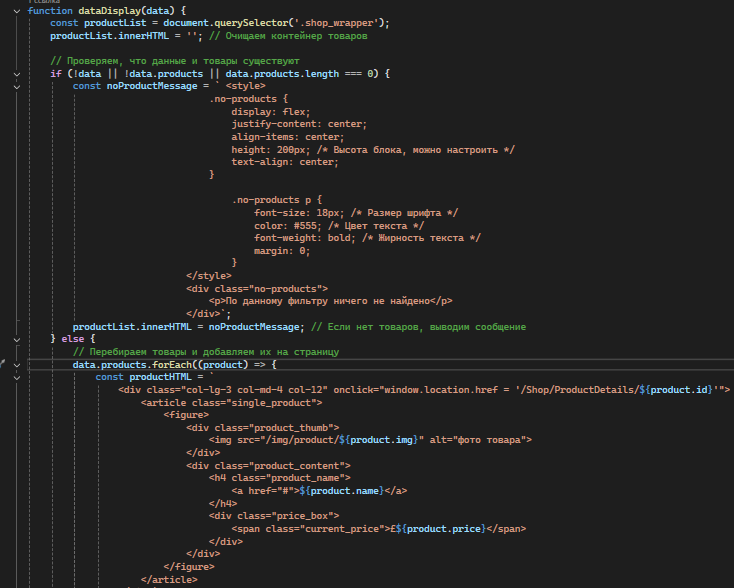 function dataDisplay(data) {
const productList = document.querySelector('.shop_wrapper');
productList.innerHTML = ''; // Очищаем контейнер товаров
// Проверяем, что данные и товары существуют
if (!data || !data.products || data.products.length === 0) {
const noProductMessage = ` <style>
.no-products {
display: flex;
justify-content: center;
align-items: center;
height: 200px; /* Высота блока, можно настроить */
text-align: center;
}
.no-products p {
font-size: 18px; /* Размер шрифта */
color: #555; /* Цвет текста */
font-weight: bold; /* Жирность текста */
margin: 0;
}
</style>
<div class="no-products">
<p>По данному фильтру ничего не найдено</p>
</div>`;
productList.innerHTML = noProductMessage; // Если нет товаров, выводим сообщение
} else {
// Перебираем товары и добавляем их на страницу
data.products.forEach((product) => {
const productHTML = `
<div class="col-lg-3 col-md-4 col-12" onclick="window.location.href = '/Shop/ProductDetails/${product.id}'">
<article class="single_product">
<figure>
<div class="product_thumb">
<img src="/img/product/${product.img}" alt="фото товара">
</div>
<div class="product_content">
<h4 class="product_name">
<a href="#">${product.name}</a>
</h4>
<div class="price_box">
<span class="current_price">£${product.price}</span>
</div>
</div>
</figure>
</article>